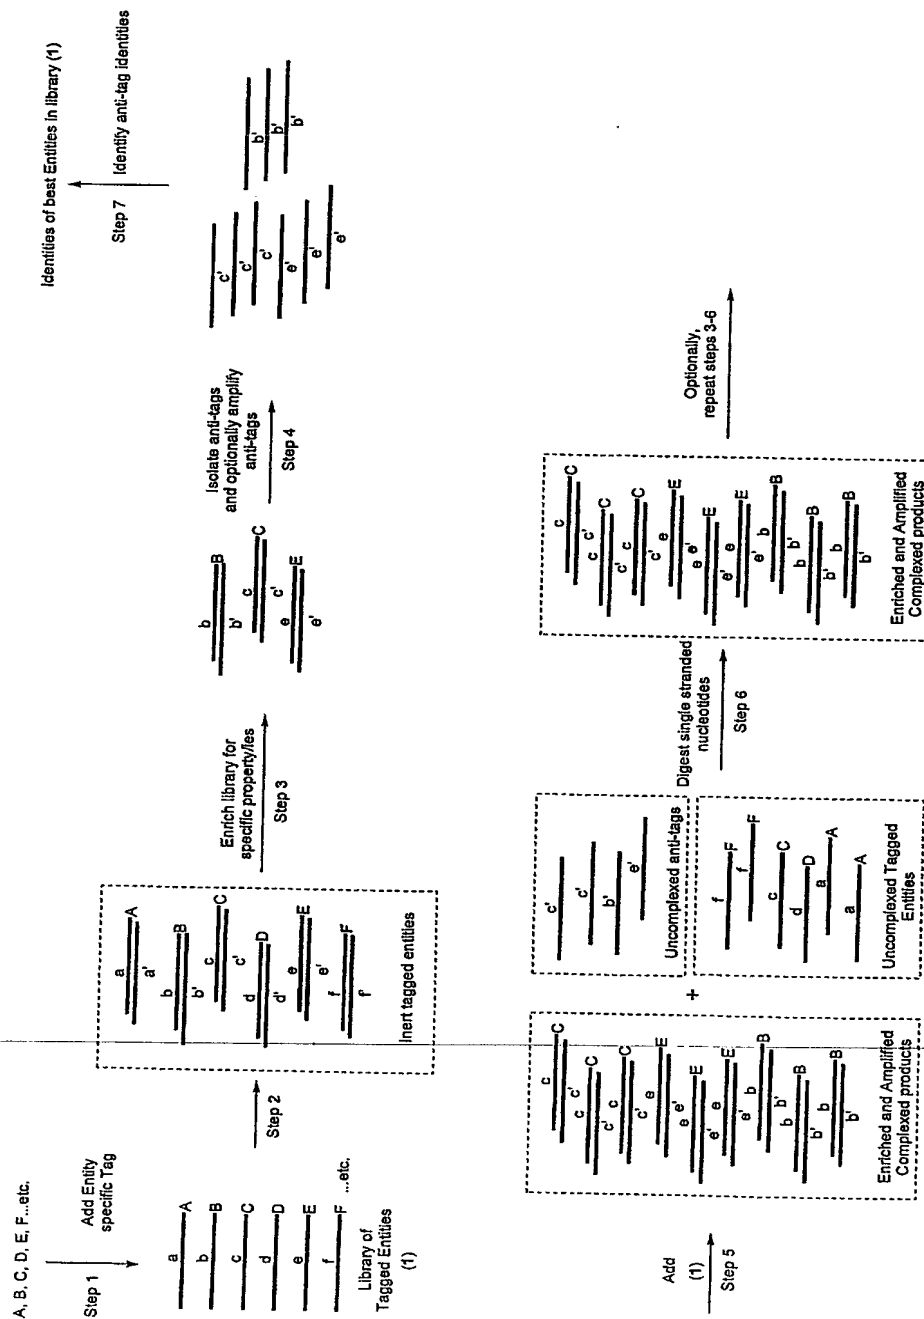 A, B, C, D, E, F...etc.
Step 1
Add Entity
specific Tag
a
A
b
B
c
C
d
D
e
E
f
F
...etc.
Library of
Tagged Entities
(1)
Step 2
a
A
a'
b
B
b'
c
C
c'
d
D
d'
e
E
e'
f
F
f'
Inert tagged entities
Enrich library for
specific property/ies
Step 3
b
B
b'
c
C
c'
e
E
e'
Isolate anti-tags
and optionally amplify
anti-tags
Step 4
c'
c'
c'
e'
e'
e'
b'
b'
b'
Step 7
Identify anti-tag identities
Identities of best Entities in library (1)
Add
(1)
Step 5
c
C
c'
c
C
c'
c
C
c'
e
E
e'
e
E
e'
e
E
e'
b
B
b'
b
B
b'
b
B
b'
Enriched and Amplified
Complexed products
+
c'
c'
b'
e'
Uncomplexed anti-tags
f
F
f
F
c
C
d
D
a
A
a
A
Uncomplexed Tagged
Entities
Digest single stranded
nucleotides
Step 6
c
C
c'
c
C
c'
c
C
c'
e
E
e'
e
E
e'
e
E
e'
b
B
b'
b
B
b'
b
B
b'
Enriched and Amplified
Complexed products
Optionally,
repeat steps 3-6